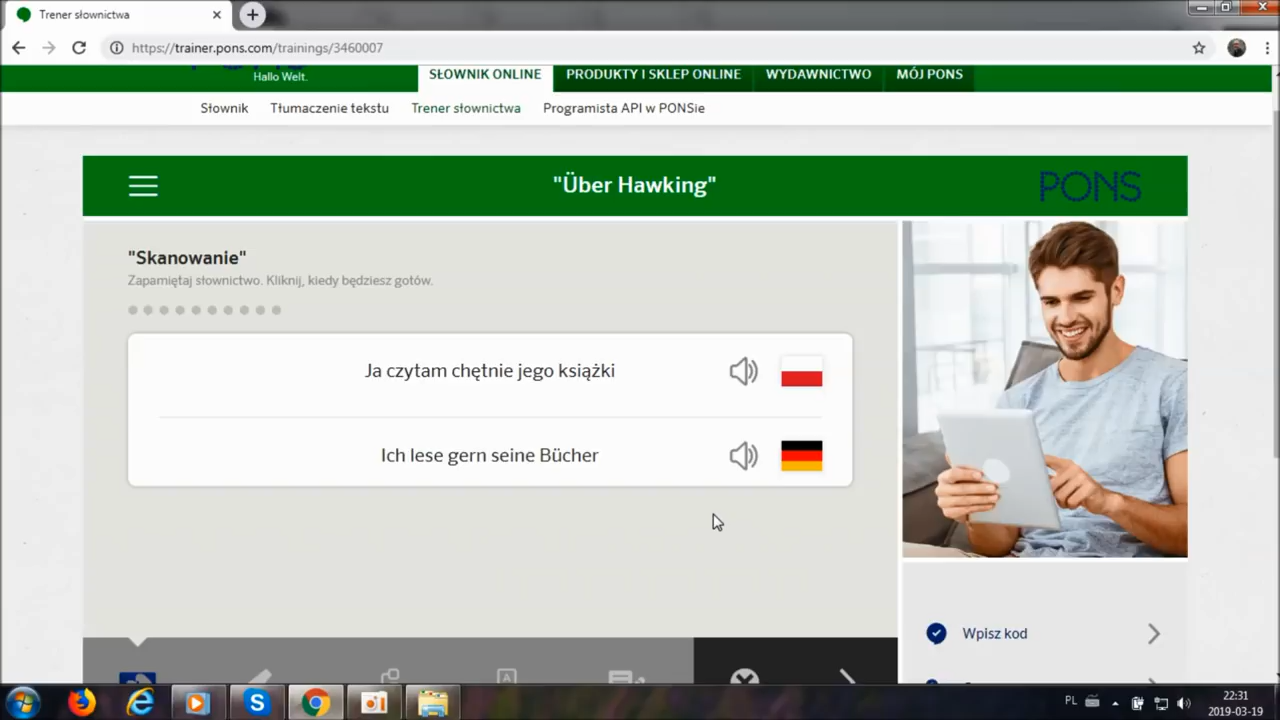 Trener słownictwa
https://trainer.pons.com/trainings/3460007
Hallo Welt.
SŁOWNIK ONLINE
PRODUKTY I SKLEP ONLINE
WYDAWNICTWO
MÓJ PONS
Słownik
Tłumaczenie tekstu
Trener słownictwa
Programista API w PONSie
"Über Hawking"
PONS
"Skanowanie"
Zapamiętaj słownictwo. Kliknij, kiedy będziesz gotów.
Ja czytam chętnie jego książki
Ich lese gern seine Bücher
Wpisz kod
PL
22:31
2019-03-19